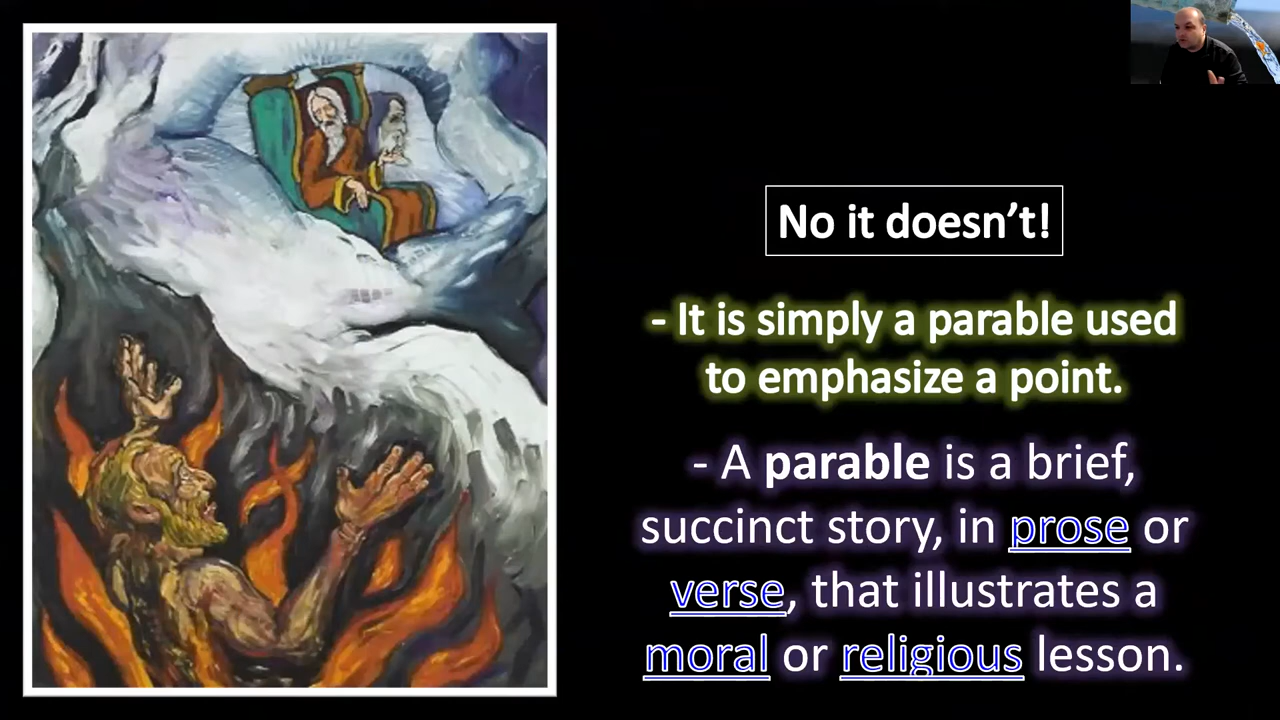 No it doesn’t!
- It is simply a parable used
to emphasize a point.
- A parable is a brief,
succinct story, in prose or
verse, that illustrates a
moral or religious lesson.